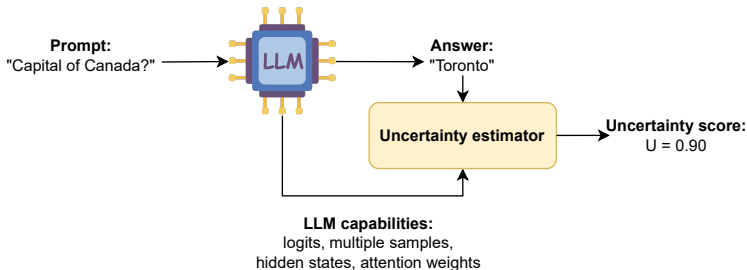 Prompt:
"Capital of Canada?"
LLM
Answer:
"Toronto"
Uncertainty estimator
Uncertainty score:
U = 0.90
LLM capabilities:
logits, multiple samples,
hidden states, attention weights